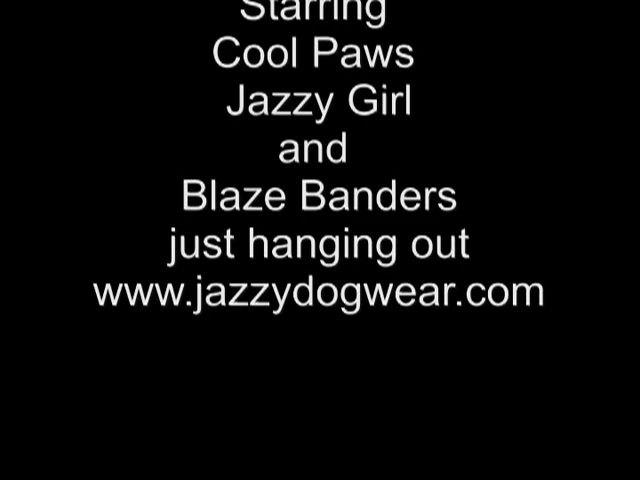 Starring
Cool Paws
Jazzy Girl
and
Blaze Banders
just hanging out
www.jazzydogwear.com